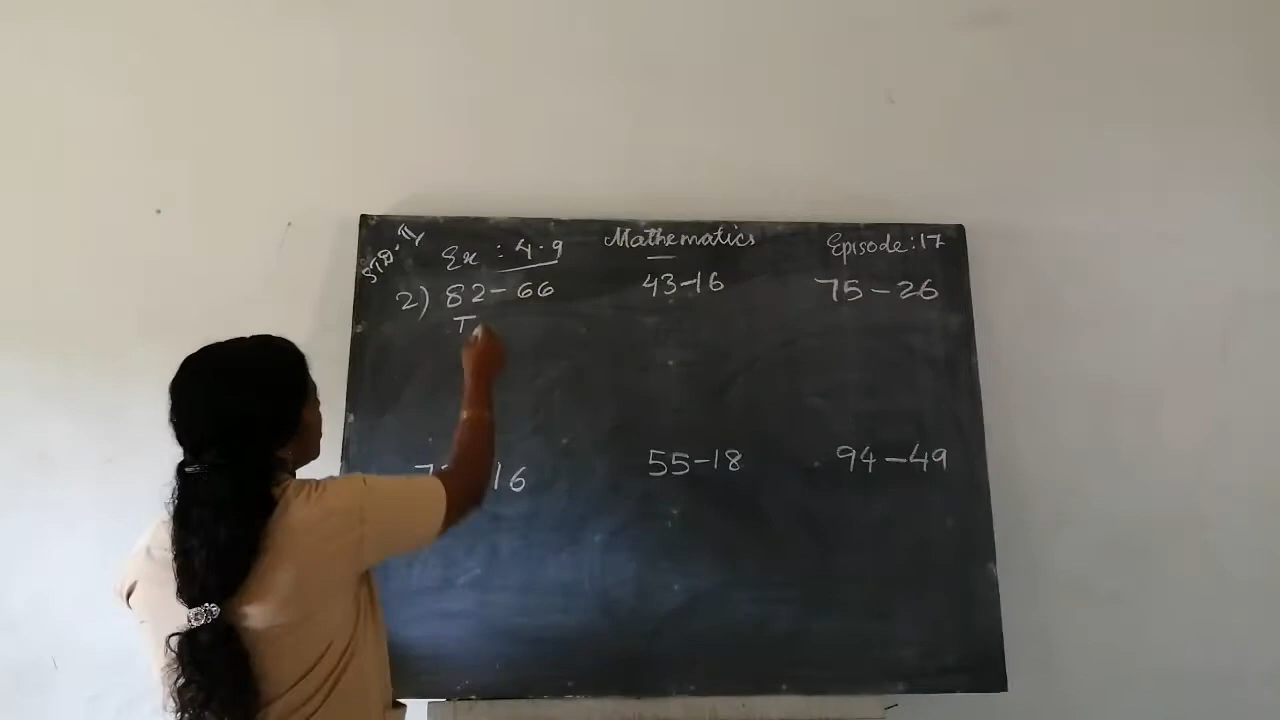 STD: IV
Ex : 4.9
Mathematics
Episode: 17
2) 82-66
43-16
75-26
T
16
55-18
94-49